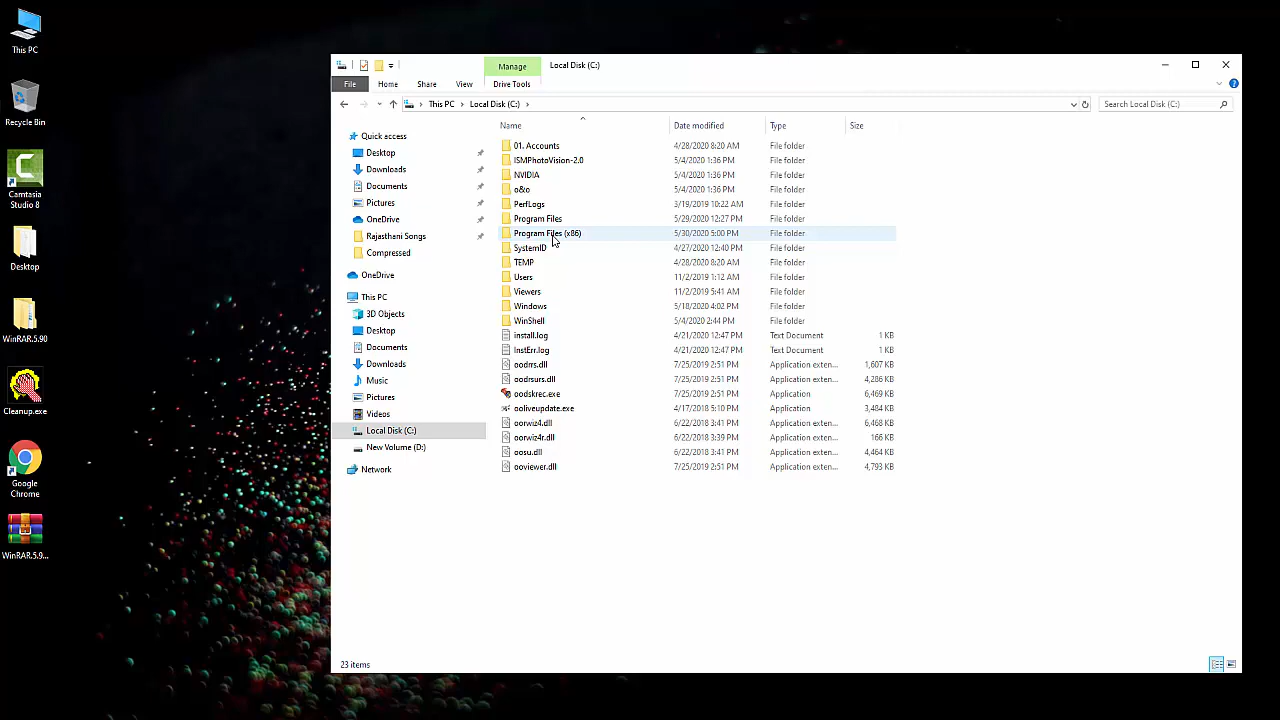 This PC
Recycle Bin
Camtasia
Studio 8
Desktop
WinRAR.5.90
Cleanup.exe
Google
Chrome
WinRAR.5.9...
Manage
Local Disk (C:)
File
Home
Share
View
Drive Tools
This PC
Local Disk (C:)
Search Local Disk (C:)
Quick access
Desktop
Downloads
Documents
Pictures
OneDrive
Rajasthani Songs
Compressed
OneDrive
This PC
3D Objects
Desktop
Documents
Downloads
Music
Pictures
Videos
Local Disk (C:)
New Volume (D:)
Network
Name Date modified Type Size
01. Accounts 4/28/2020 8:20 AM File folder
ISMPhotoVision-2.0 5/4/2020 1:36 PM File folder
NVIDIA 5/4/2020 1:36 PM File folder
o&o 5/4/2020 1:36 PM File folder
PerfLogs 3/19/2019 10:22 AM File folder
Program Files 5/29/2020 12:27 PM File folder
Program Files (x86) 5/30/2020 5:00 PM File folder
SystemID 4/27/2020 12:40 PM File folder
TEMP 4/28/2020 8:20 AM File folder
Users 11/2/2019 1:12 AM File folder
Viewers 11/2/2019 5:41 AM File folder
Windows 5/18/2020 4:02 PM File folder
WinShell 5/4/2020 2:44 PM File folder
install.log 4/21/2020 12:47 PM Text Document 1 KB
InstErr.log 4/21/2020 12:47 PM Text Document 1 KB
oodrrs.dll 7/25/2019 2:51 PM Application exten... 1,607 KB
oodrsurs.dll 7/25/2019 2:51 PM Application exten... 4,286 KB
oodskrec.exe 7/25/2019 2:51 PM Application 6,469 KB
ooliveupdate.exe 4/17/2018 5:10 PM Application 3,484 KB
oorwiz4.dll 6/22/2018 3:41 PM Application exten... 6,468 KB
oorwiz4r.dll 6/22/2018 3:39 PM Application exten... 166 KB
oosu.dll 6/22/2018 3:41 PM Application exten... 4,464 KB
ooviewer.dll 7/25/2019 2:51 PM Application exten... 4,793 KB
23 items